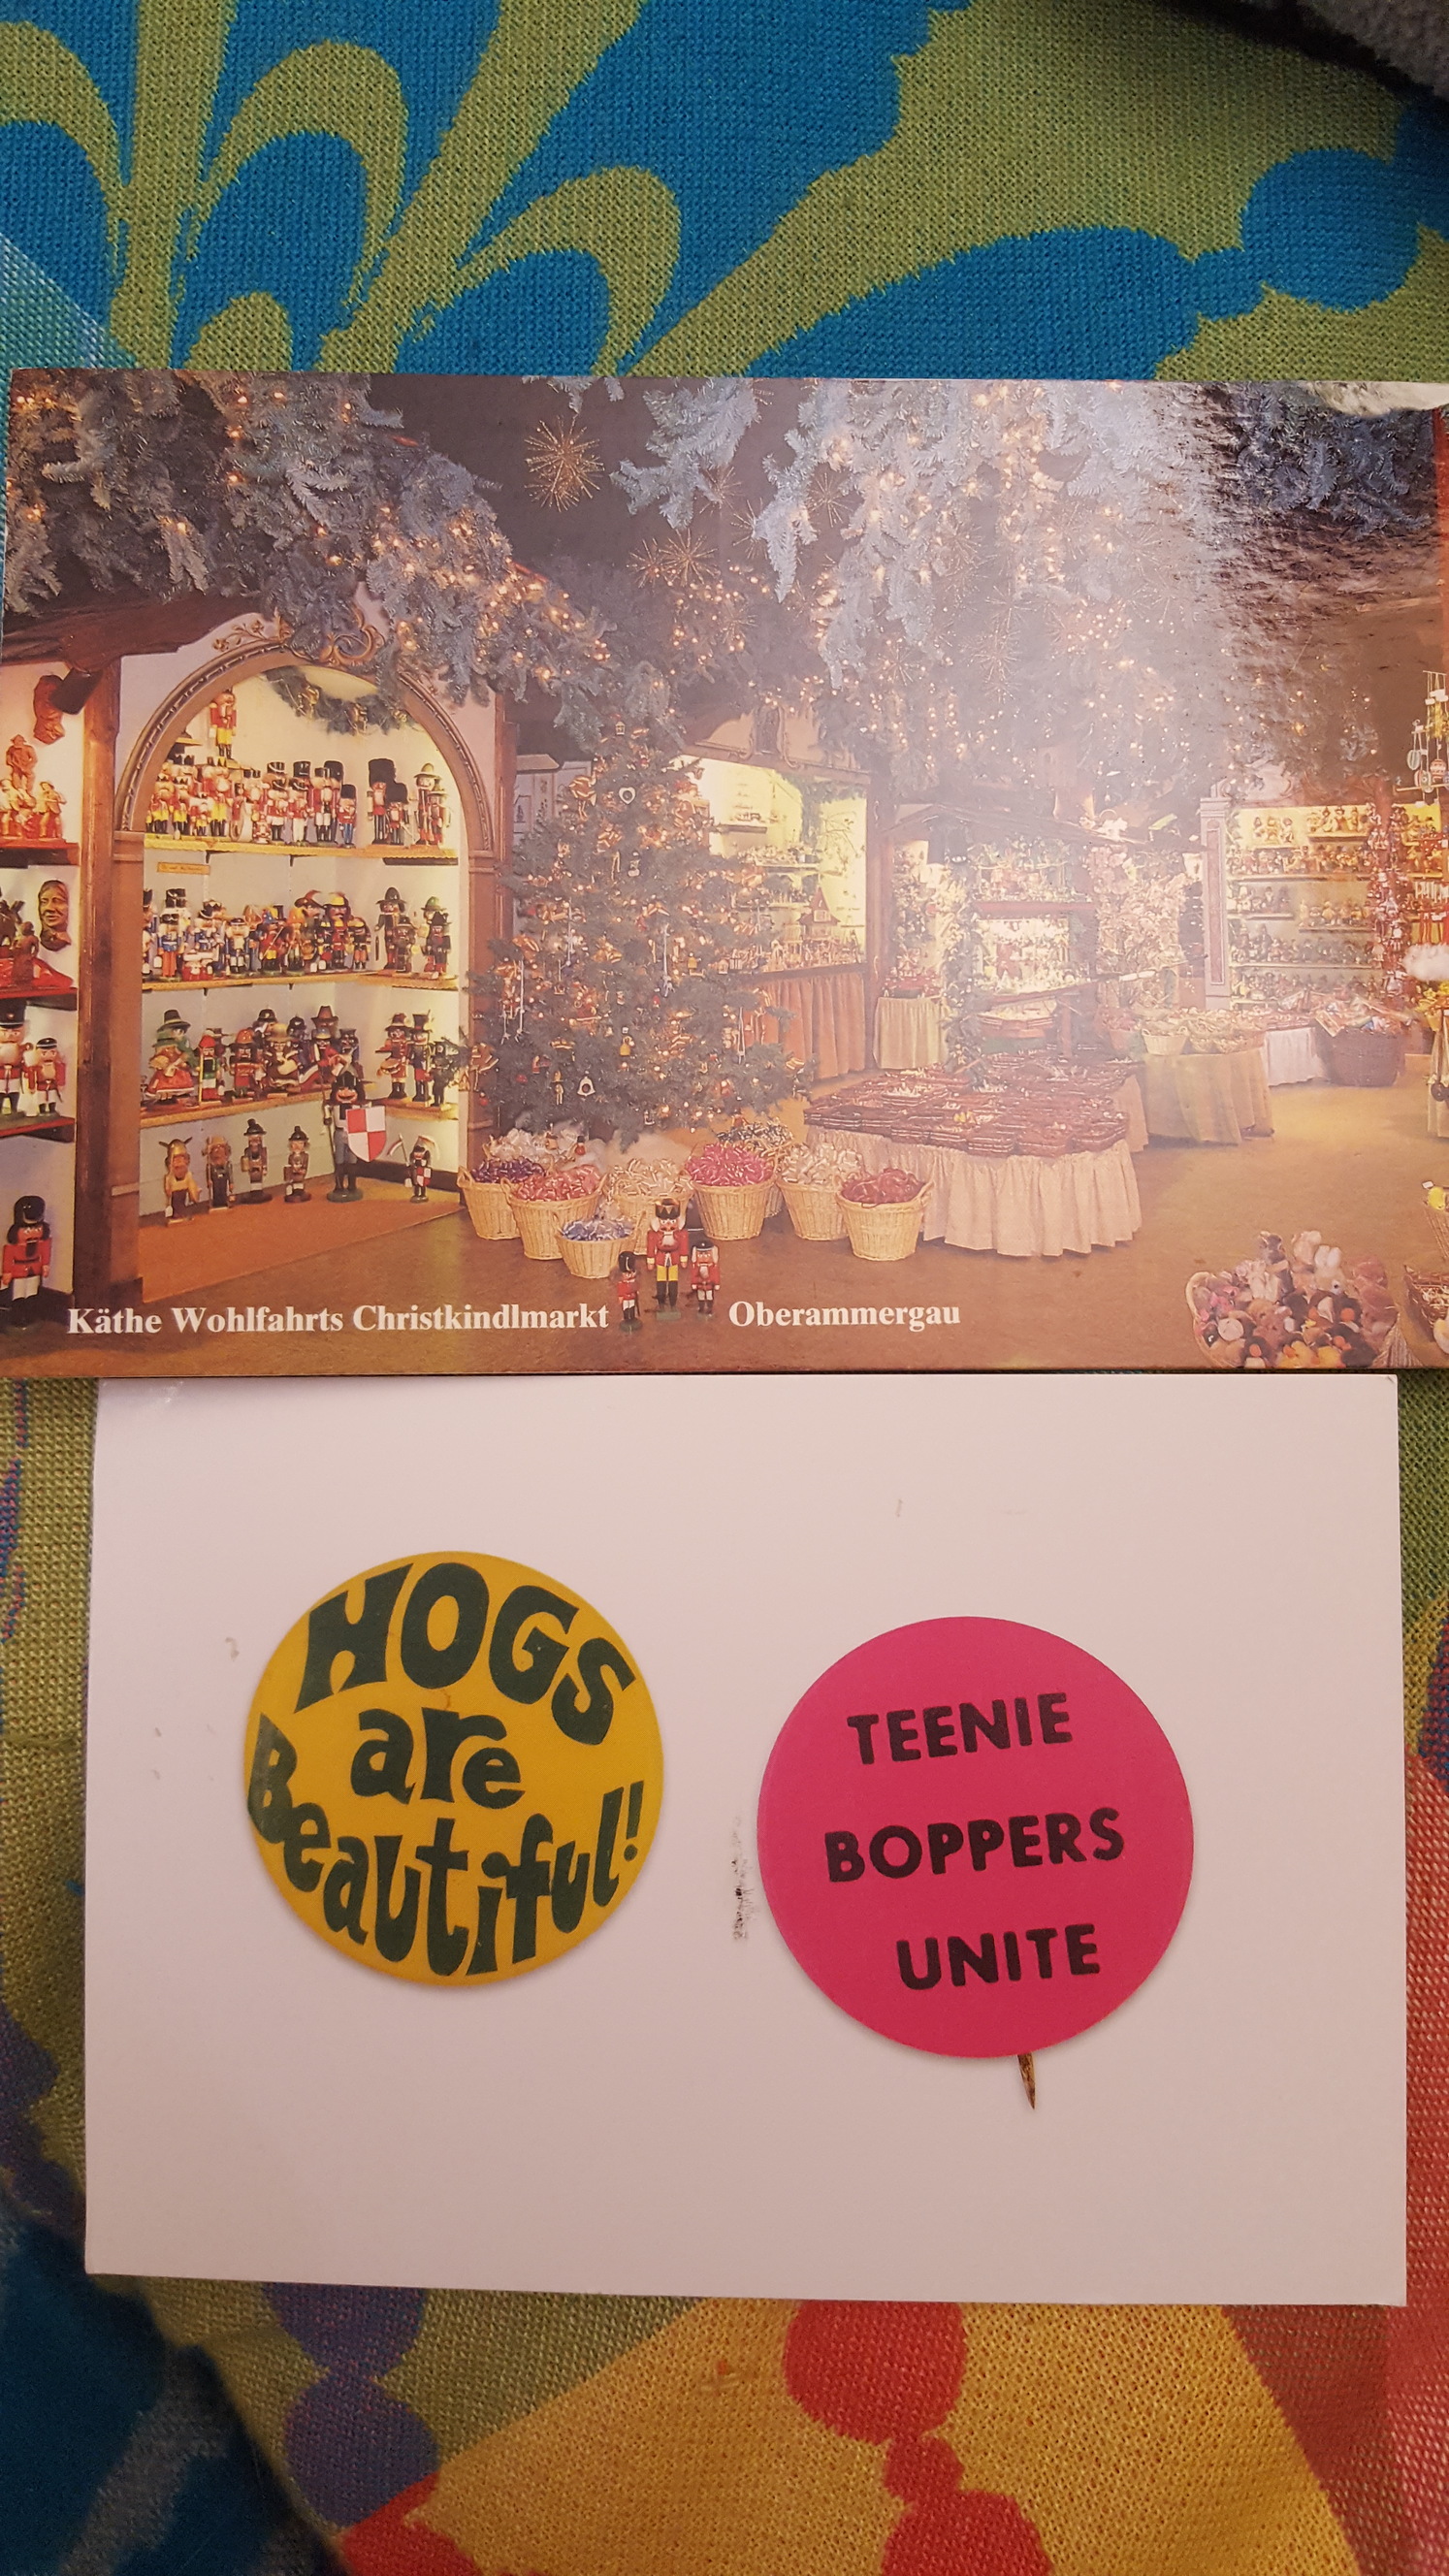 Käthe Wohlfahrts Christkindlmarkt Oberammergau
HOGS
are
Beautiful!
TEENIE
BOPPERS
UNITE